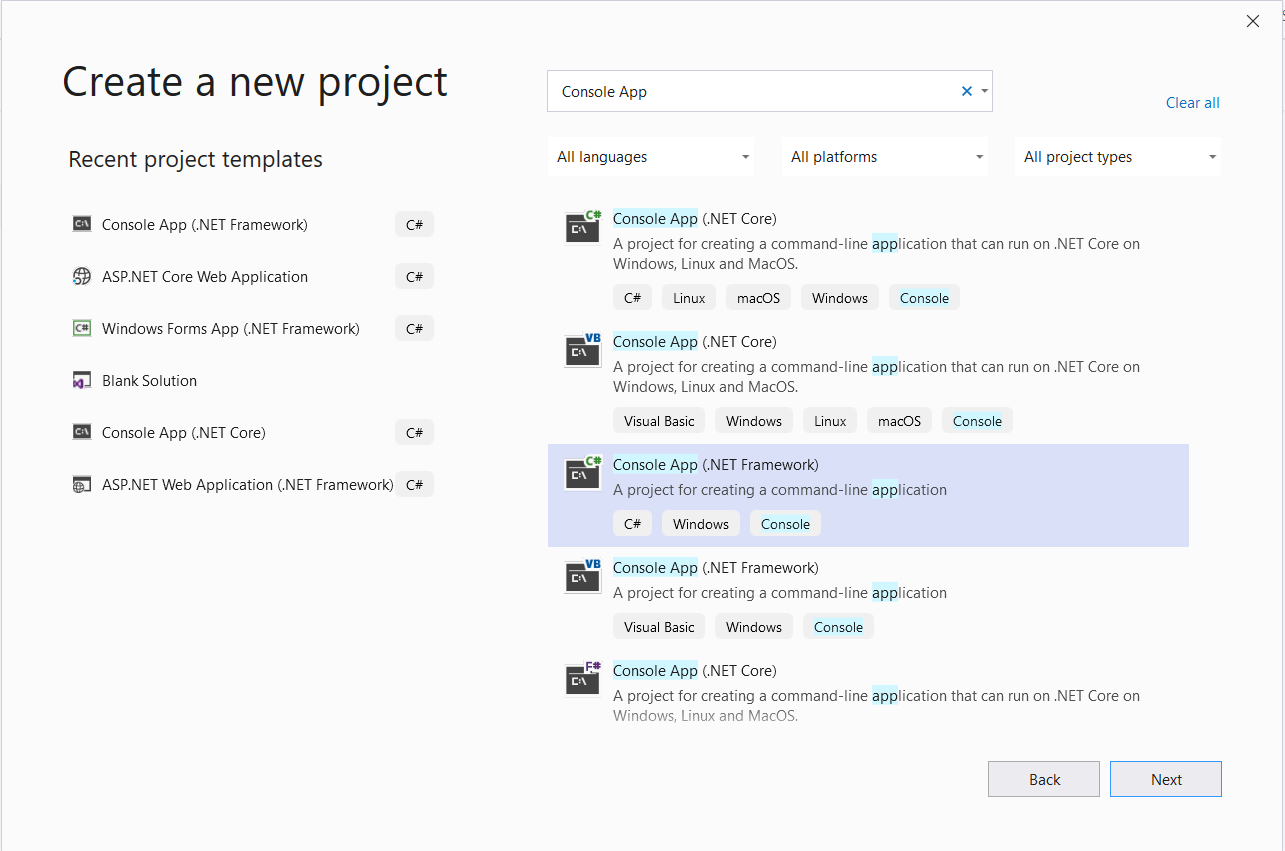 Create a new project
Recent project templates
Console App (.NET Framework) C#
ASP.NET Core Web Application C#
Windows Forms App (.NET Framework) C#
Blank Solution
Console App (.NET Core) C#
ASP.NET Web Application (.NET Framework) C#
Console App
Clear all
All languages All platforms All project types
C#
C:\
Console App (.NET Core)
A project for creating a command-line application that can run on .NET Core on
Windows, Linux and MacOS.
C# Linux macOS Windows Console
VB
C:\
Console App (.NET Core)
A project for creating a command-line application that can run on .NET Core on
Windows, Linux and MacOS.
Visual Basic Windows Linux macOS Console
C#
C:\
Console App (.NET Framework)
A project for creating a command-line application
C# Windows Console
VB
C:\
Console App (.NET Framework)
A project for creating a command-line application
Visual Basic Windows Console
F#
C:\
Console App (.NET Core)
A project for creating a command-line application that can run on .NET Core on
Windows, Linux and MacOS.
Back Next